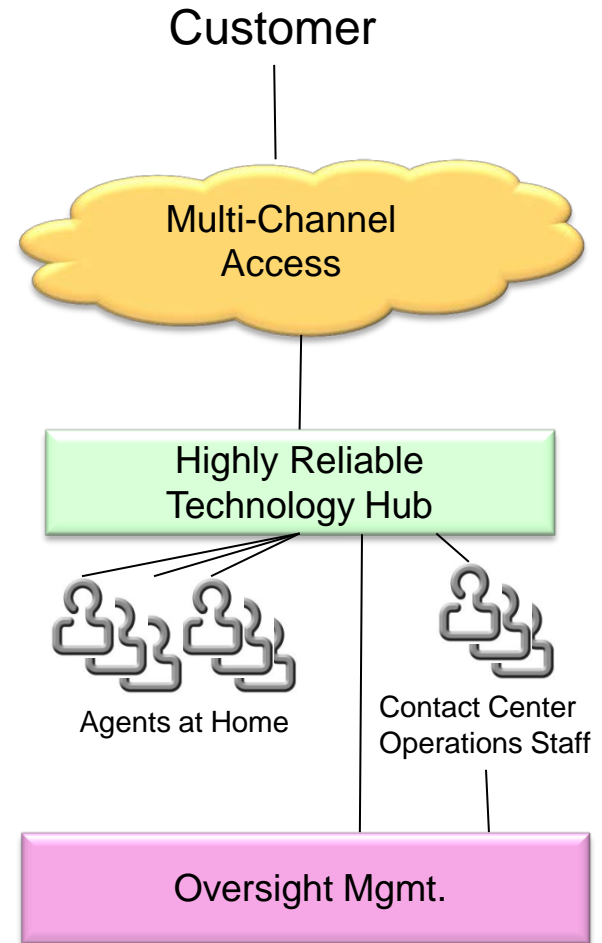 Customer
Multi-Channel
Access
Highly Reliable
Technology Hub
Agents at Home
Contact Center
Operations Staff
Oversight Mgmt.